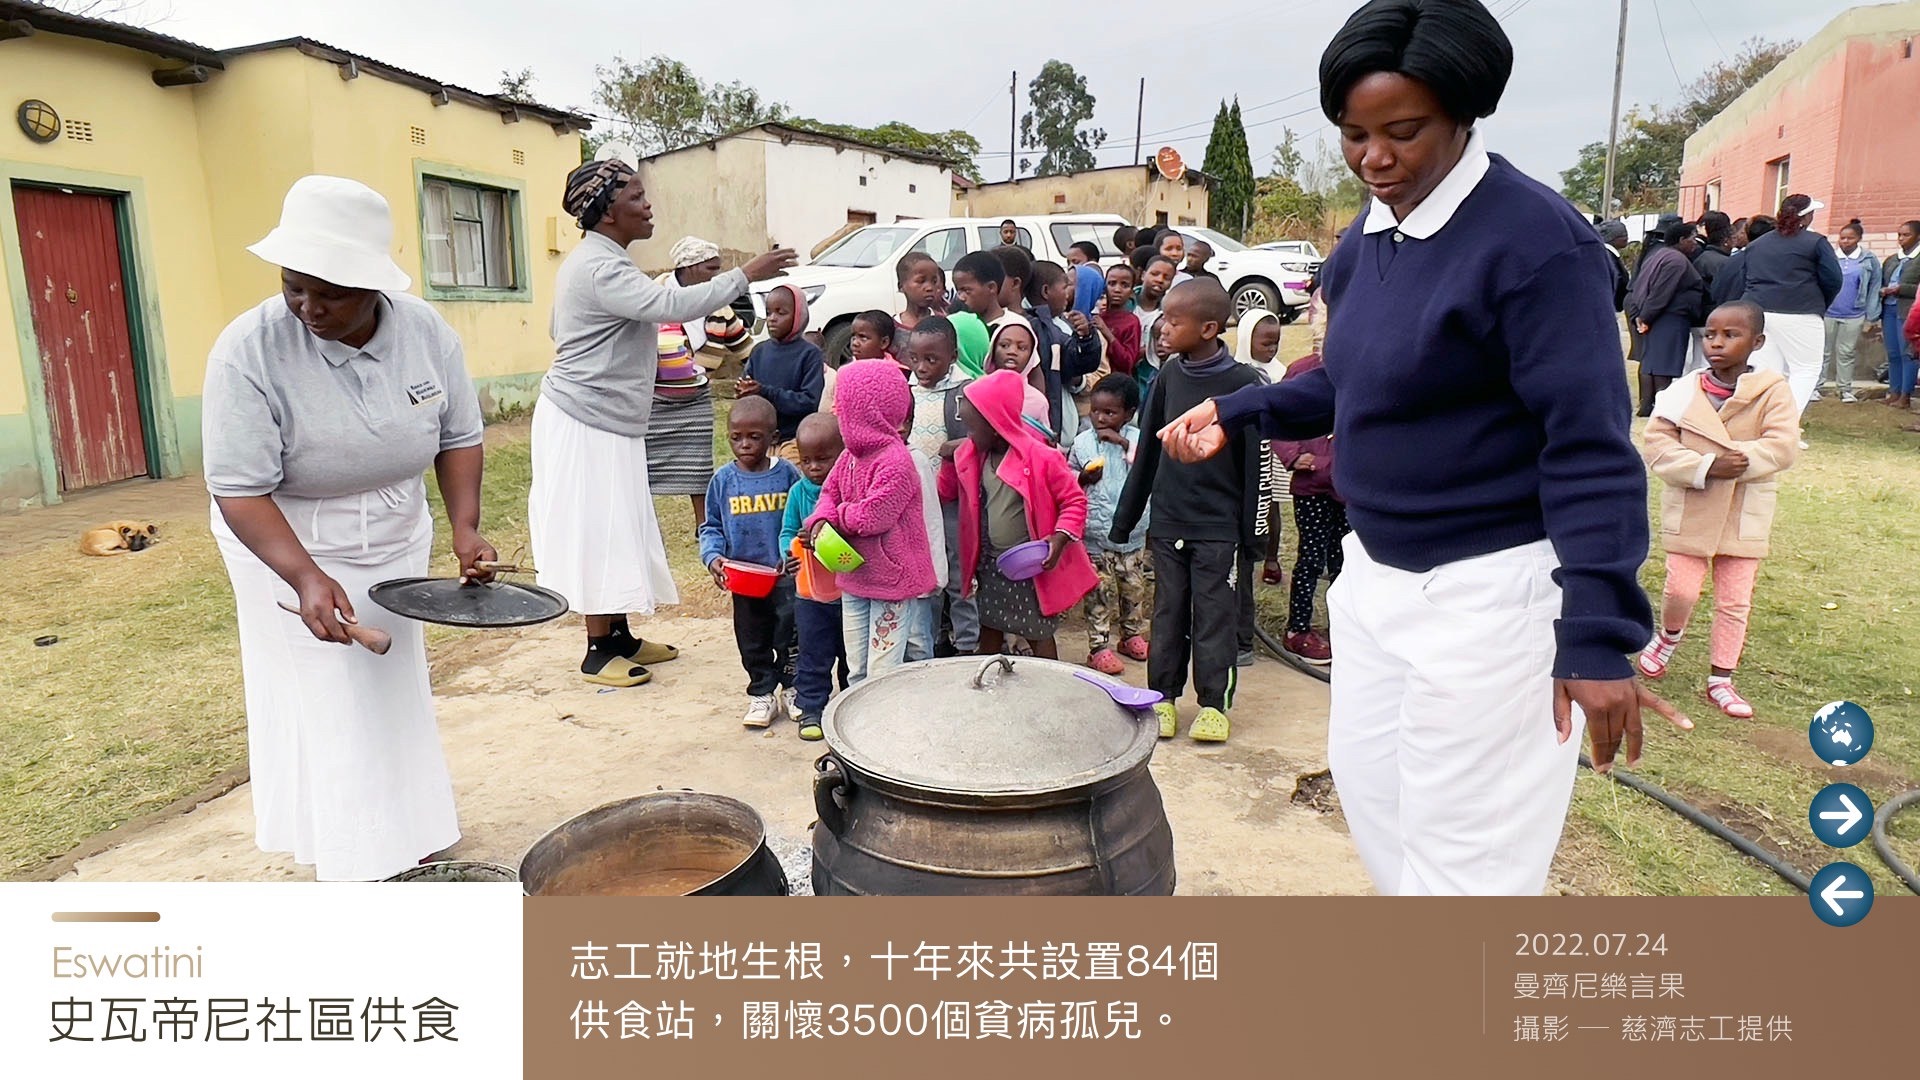 BRAVE
SPORT CHALLE
Eswatini
史瓦帝尼社區供食
志工就地生根，十年來共設置84個
供食站，關懷3500個貧病孤兒。
2022.07.24
曼齊尼樂言果
攝影 — 慈濟志工提供